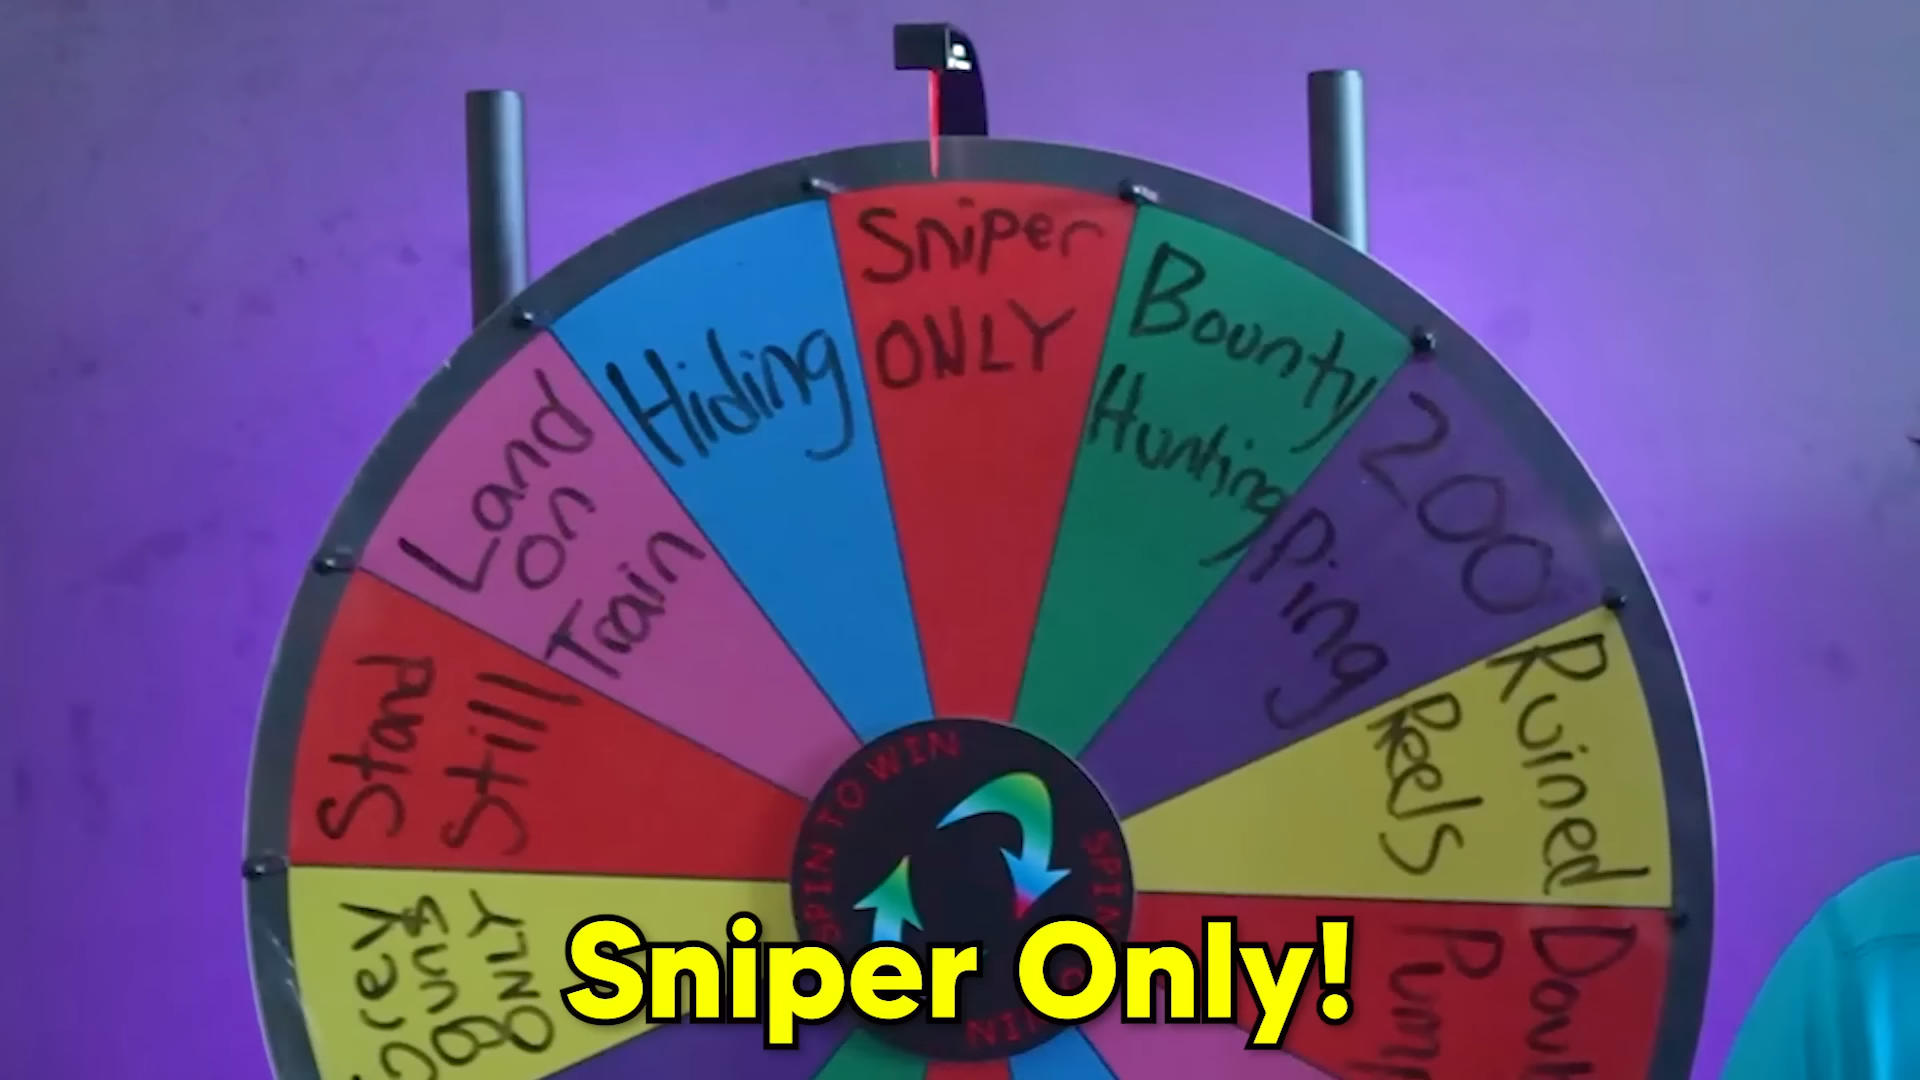 Sniper
ONLY
Bounty
Hunting
200
Ping
Ruined
Reels
Hiding
Land
on
Train
Stand
Still
Grey
guns
ONLY
SPIN TO WIN
Sniper Only!